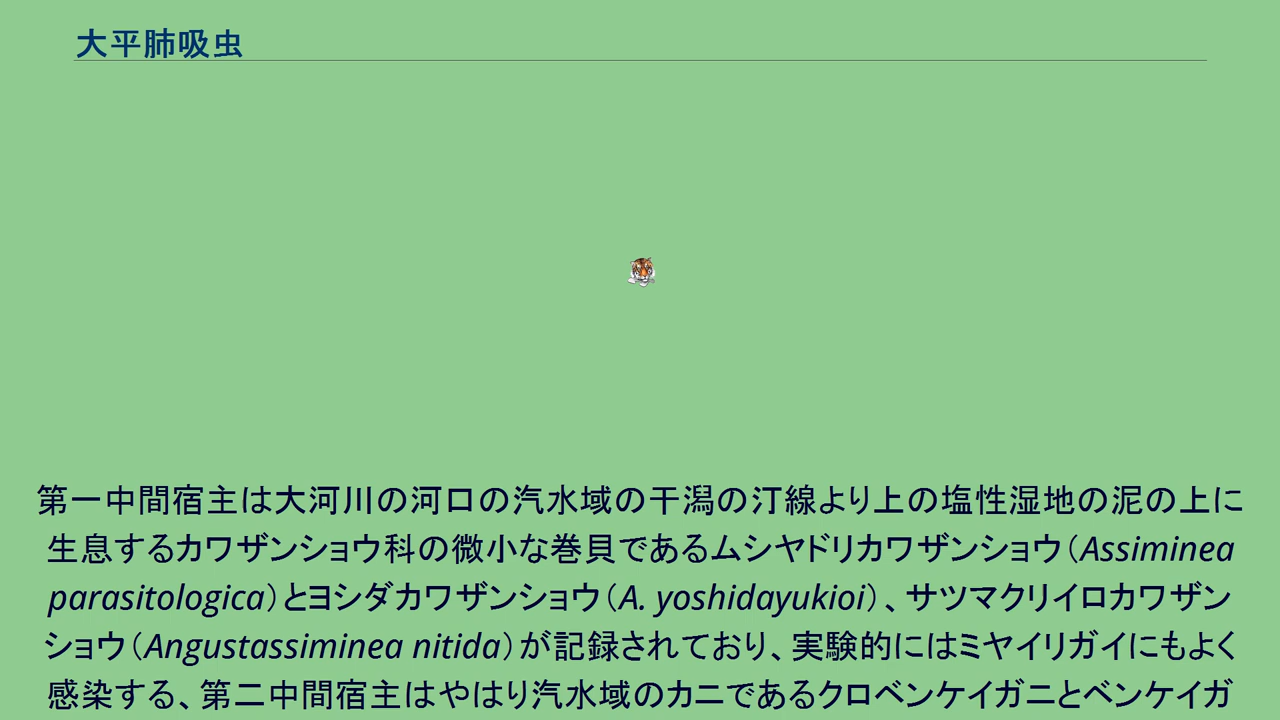 大平肺吸虫
第一中間宿主は大河川の河口の汽水域の干潟の汀線より上の塩性湿地の泥の上に
生息するカワザンショウ科の微小な巻貝であるムシヤドリカワザンショウ（Assiminea
parasitologica）とヨシダカワザンショウ（A. yoshidayukioi）、サツマクリイロカワザン
ショウ（Angustassiminea nitida）が記録されており、実験的にはミヤイリガイにもよく
感染する、第二中間宿主はやはり汽水域のカニであるクロベンケイガニとベンケイガ